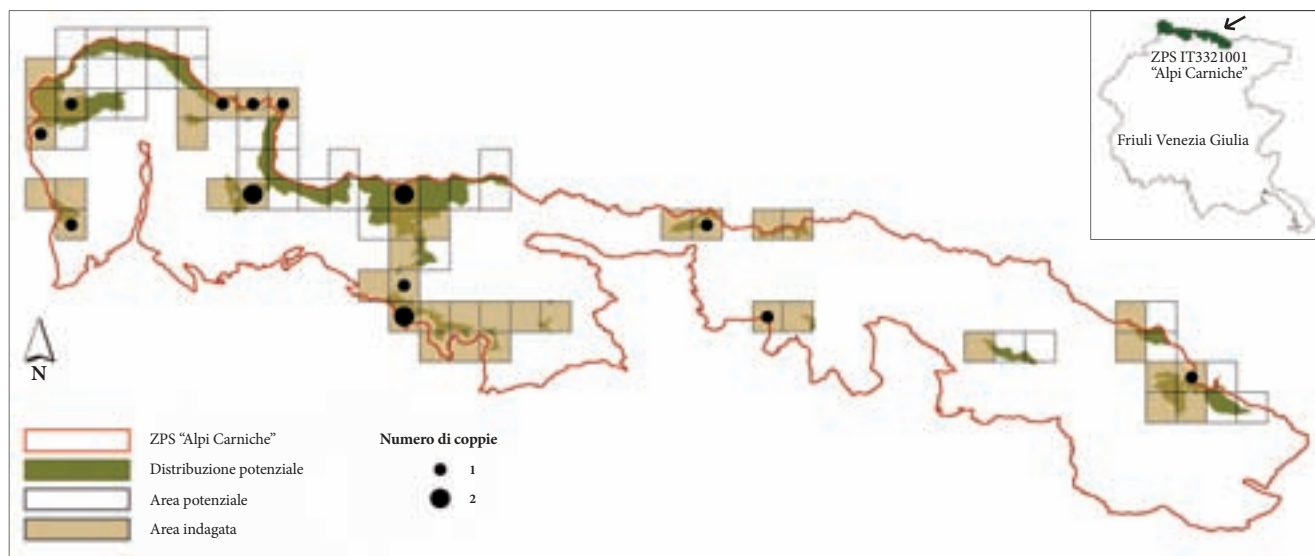 ZPS IT3321001
"Alpi Carniche"
Friuli Venezia Giulia
N
ZPS "Alpi Carniche"
Distribuzione potenziale
Area potenziale
Area indagata
Numero di coppie
1
2